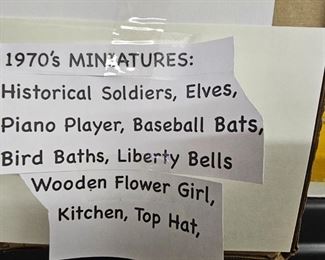 1970's MINIATURES:
Historical Soldiers, Elves,
Piano Player, Baseball Bats,
Bird Baths, Liberty Bells
Wooden Flower Girl,
Kitchen, Top Hat,